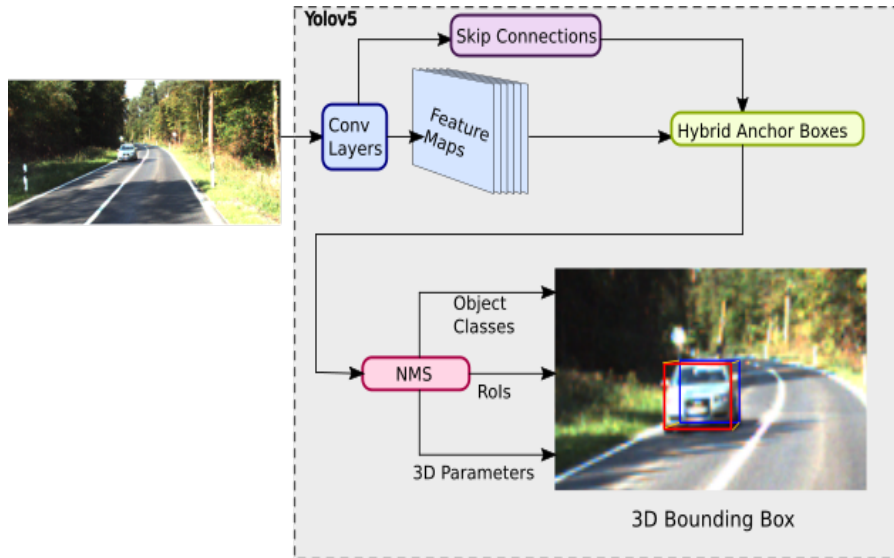 Yolov5
Skip Connections
Conv
Layers
Feature
Maps
Hybrid Anchor Boxes
Object
Classes
NMS
RoIs
3D Parameters
3D Bounding Box